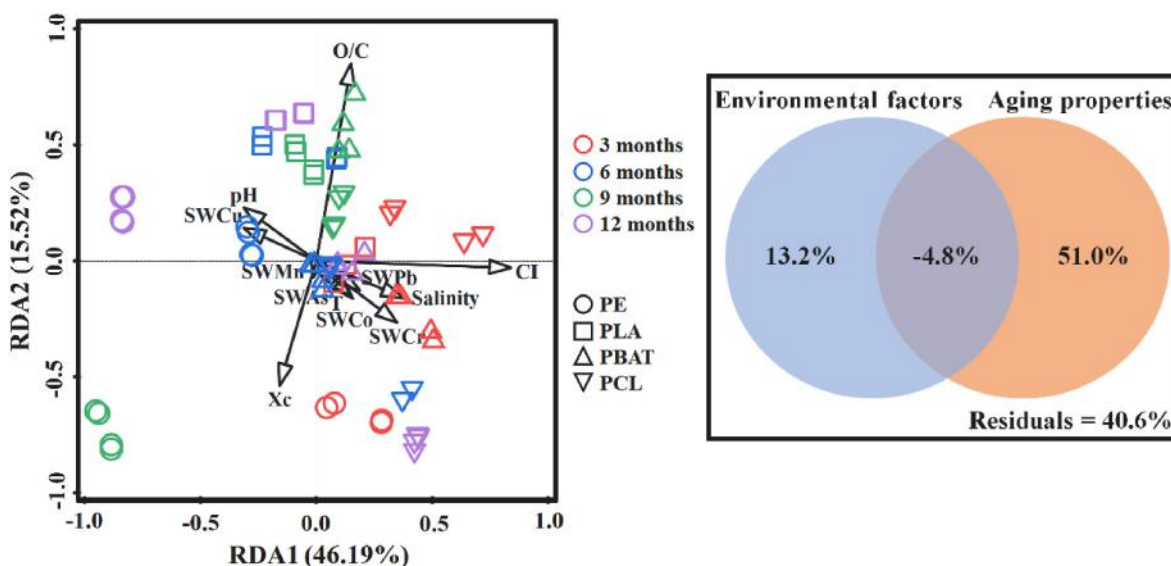 RDA2 (15.52%)
1.0
0.5
0.0
-0.5
-1.0
O/C
pH
SWCu
SWMn
SWPb
CI
SWAs
T
Salinity
SWCo
SWCr
Xc
-1.0 -0.5 0.0 0.5 1.0
RDA1 (46.19%)
3 months
6 months
9 months
12 months
PE
PLA
PBAT
PCL
Environmental factors Aging properties
13.2% -4.8% 51.0%
Residuals = 40.6%